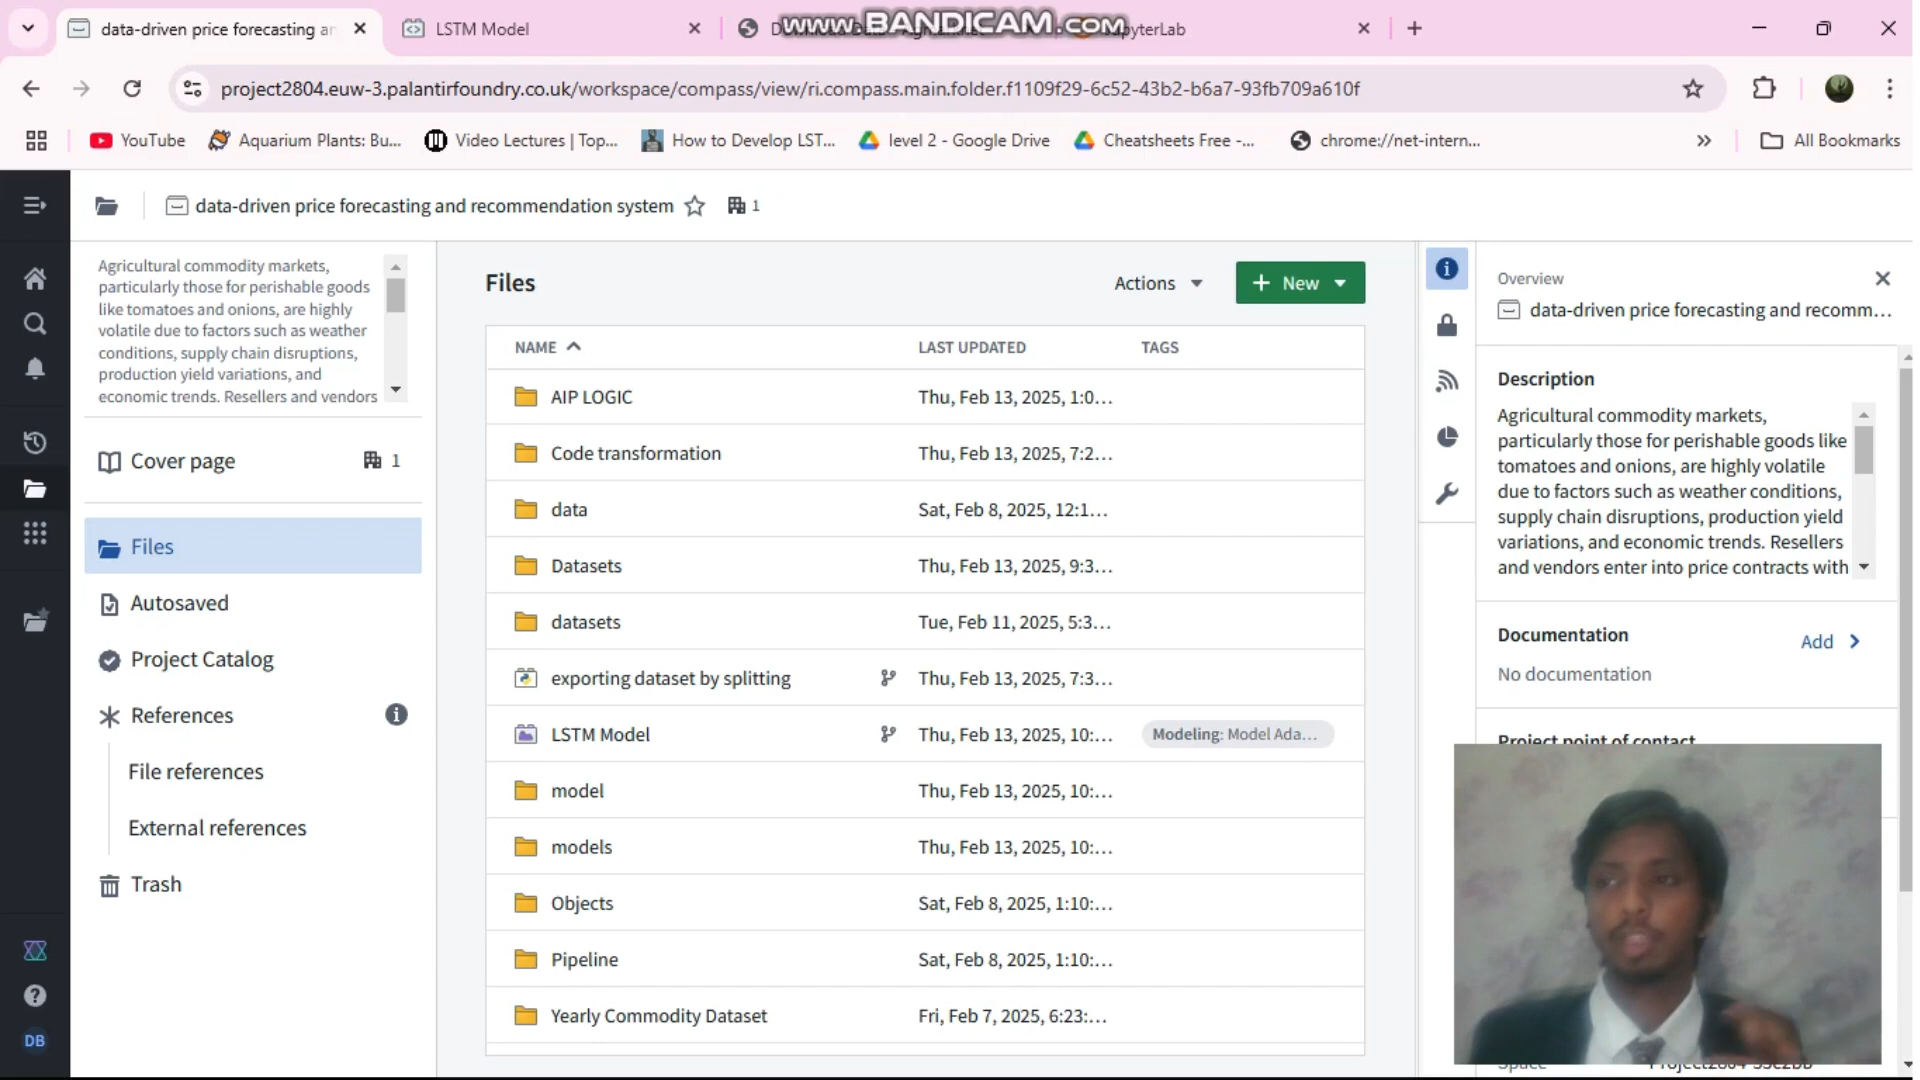 data-driven price forecasting an
LSTM Model
www.BANDICAM.com
project2804.euw-3.palantirfoundry.co.uk/workspace/compass/view/ri.compass.main.folder.f1109f29-6c52-43b2-b6a7-93fb709a610f
YouTube
Aquarium Plants: Bu...
Video Lectures | Top...
How to Develop LST...
level 2 - Google Drive
Cheatsheets Free -...
chrome://net-intern...
»
All Bookmarks
data-driven price forecasting and recommendation system
1
Agricultural commodity markets,
particularly those for perishable goods
like tomatoes and onions, are highly
volatile due to factors such as weather
conditions, supply chain disruptions,
production yield variations, and
economic trends. Resellers and vendors
Cover page
1
Files
Autosaved
Project Catalog
References
File references
External references
Trash
DB
Files
Actions
New
NAME
LAST UPDATED
TAGS
AIP LOGIC
Thu, Feb 13, 2025, 1:0...
Code transformation
Thu, Feb 13, 2025, 7:2...
data
Sat, Feb 8, 2025, 12:1...
Datasets
Thu, Feb 13, 2025, 9:3...
datasets
Tue, Feb 11, 2025, 5:3...
exporting dataset by splitting
Thu, Feb 13, 2025, 7:3...
LSTM Model
Thu, Feb 13, 2025, 10:...
Modeling: Model Ada...
model
Thu, Feb 13, 2025, 10:...
models
Thu, Feb 13, 2025, 10:...
Objects
Sat, Feb 8, 2025, 1:10:...
Pipeline
Sat, Feb 8, 2025, 1:10:...
Yearly Commodity Dataset
Fri, Feb 7, 2025, 6:23:...
Overview
data-driven price forecasting and recomm...
Description
Agricultural commodity markets,
particularly those for perishable goods like
tomatoes and onions, are highly volatile
due to factors such as weather conditions,
supply chain disruptions, production yield
variations, and economic trends. Resellers
and vendors enter into price contracts with
Documentation
Add
No documentation
Project point of contact